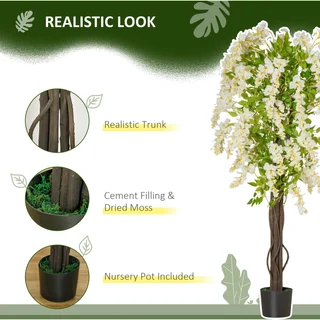 REALISTIC LOOK
Realistic Trunk
Cement Filling &
Dried Moss
Nursery Pot Included